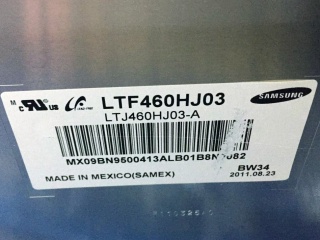 LTF460HJ03
SAMSUNG
LTJ460HJ03-A
BW34
MADE IN MEXICO(SAMEX)
2011.08.23